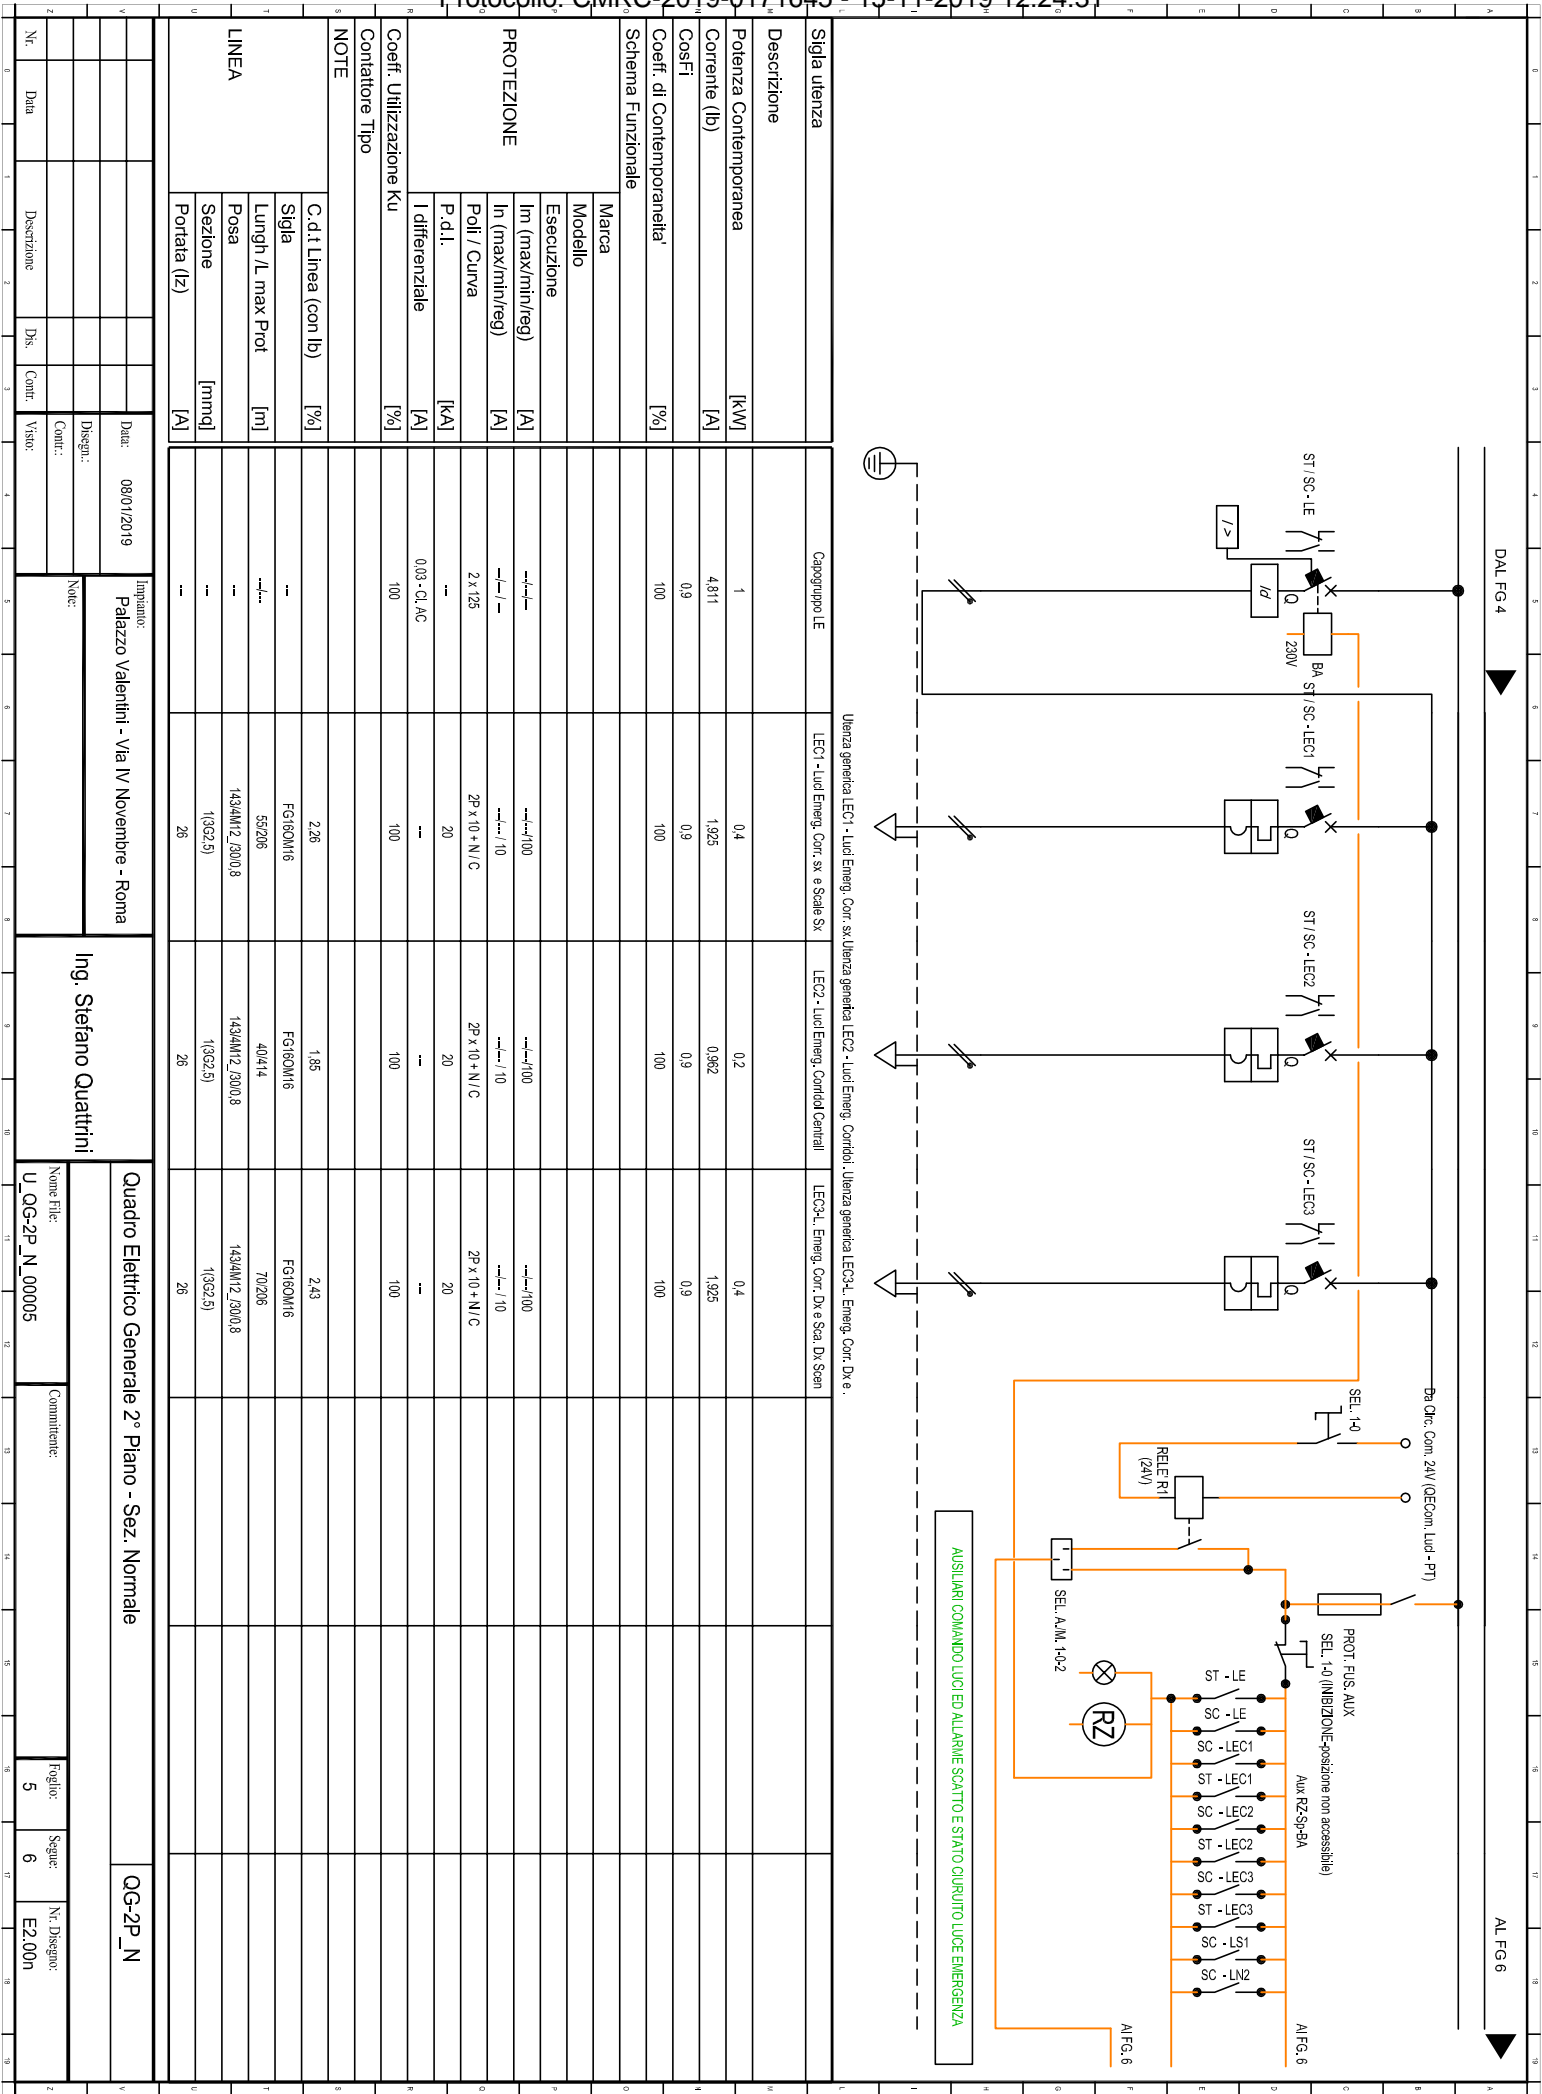 Protocollo: CMRC-2019-0171645 - 15-11-2019 12:24:31
DAL FG 4
AL FG 6
ST / SC - LE
/ >
Id
Q
BA
230V
ST / SC - LEC1
Q
ST / SC - LEC2
Q
ST / SC - LEC3
Q
Da Circ. Com. 24V (QECom. Luci - PT)
SEL. 1-0
RELE' R1
(24V)
SEL. A./M. 1-0-2
PROT. FUS. AUX
SEL. 1-0 (INIBIZIONE-posizione non accessibile)
Aux RZ-Sp-BA
RZ
ST - LE
SC - LE
SC - LEC1
ST - LEC1
SC - LEC2
ST - LEC2
SC - LEC3
ST - LEC3
SC - LS1
SC - LN2
Al FG. 6
Al FG. 6
AUSILIARI COMANDO LUCI ED ALLARME SCATTO E STATO CIURUITO LUCE EMERGENZA
Utenza generica LEC1 - Luci Emerg. Corr. sx. Utenza generica LEC2 - Luci Emerg. Corridoi . Utenza generica LEC3-L. Emerg. Corr. Dx e .
Sigla utenza
Descrizione Capogruppo LE LEC1 - Luci Emerg. Corr. sx e Scale Sx LEC2 - Luci Emerg. Corridoi Centrali LEC3-L. Emerg. Corr. Dx e Sca. Dx Scen
Potenza Contemporanea [kW] 1 0,4 0,2 0,4
Corrente (Ib) [A] 4,811 1,925 0,962 1,925
CosFi 0,9 0,9 0,9 0,9
Coeff. di Contemporaneita' [%] 100 100 100 100
Schema Funzionale
PROTEZIONE
Marca
Modello
Esecuzione
Im (max/min/reg) [A] ---/---/--- ---/---/100 ---/---/100 ---/---/100
In (max/min/reg) [A] ---/--- / --- ---/--- / 10 ---/--- / 10 ---/--- / 10
Poli / Curva 2 x 125 2P x 10 + N / C 2P x 10 + N / C 2P x 10 + N / C
P.d.I. [kA] --- 20 20 20
I differenziale [A] 0,03 - Cl. AC --- --- ---
Coeff. Utilizzazione Ku [%] 100 100 100 100
Contattore Tipo
NOTE
LINEA
C.d.t Linea (con Ib) [%] 2,26 1,85 2,43
Sigla --- FG16OM16 FG16OM16 FG16OM16
Lungh /L max Prot [m] ---/--- 55/206 40/414 70/206
Posa --- 143/4M12_/30/0,8 143/4M12_/30/0,8 143/4M12_/30/0,8
Sezione [mmq] --- 1(3G2,5) 1(3G2,5) 1(3G2,5)
Portata (Iz) [A] --- 26 26 26
Nr. Data Descrizione Dis. Contr.
Data: 08/01/2019
Disegn.:
Contr.:
Visto:
Impianto:
Palazzo Valentini - Via IV Novembre - Roma
Note:
Ing. Stefano Quattrini
Quadro Elettrico Generale 2° Piano - Sez. Normale
QG-2P_N
Nome File:
U_QG-2P_N_00005
Committente:
Foglio:
5
Segue:
6
Nr. Disegno:
E2.00n